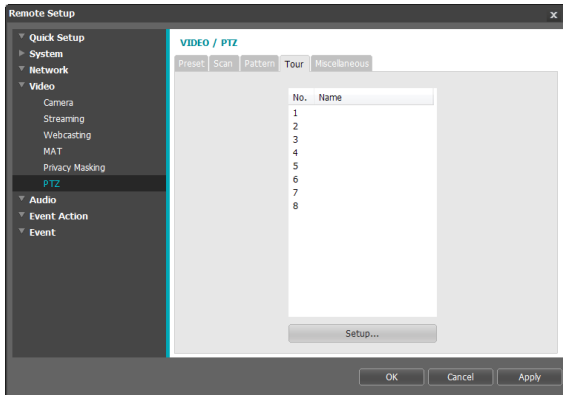 Remote Setup
x
Quick Setup
System
Network
Video
Camera
Streaming
Webcasting
MAT
Privacy Masking
PTZ
Audio
Event Action
Event
VIDEO / PTZ
Preset Scan Pattern Tour Miscellaneous
No. Name
1
2
3
4
5
6
7
8
Setup...
OK Cancel Apply